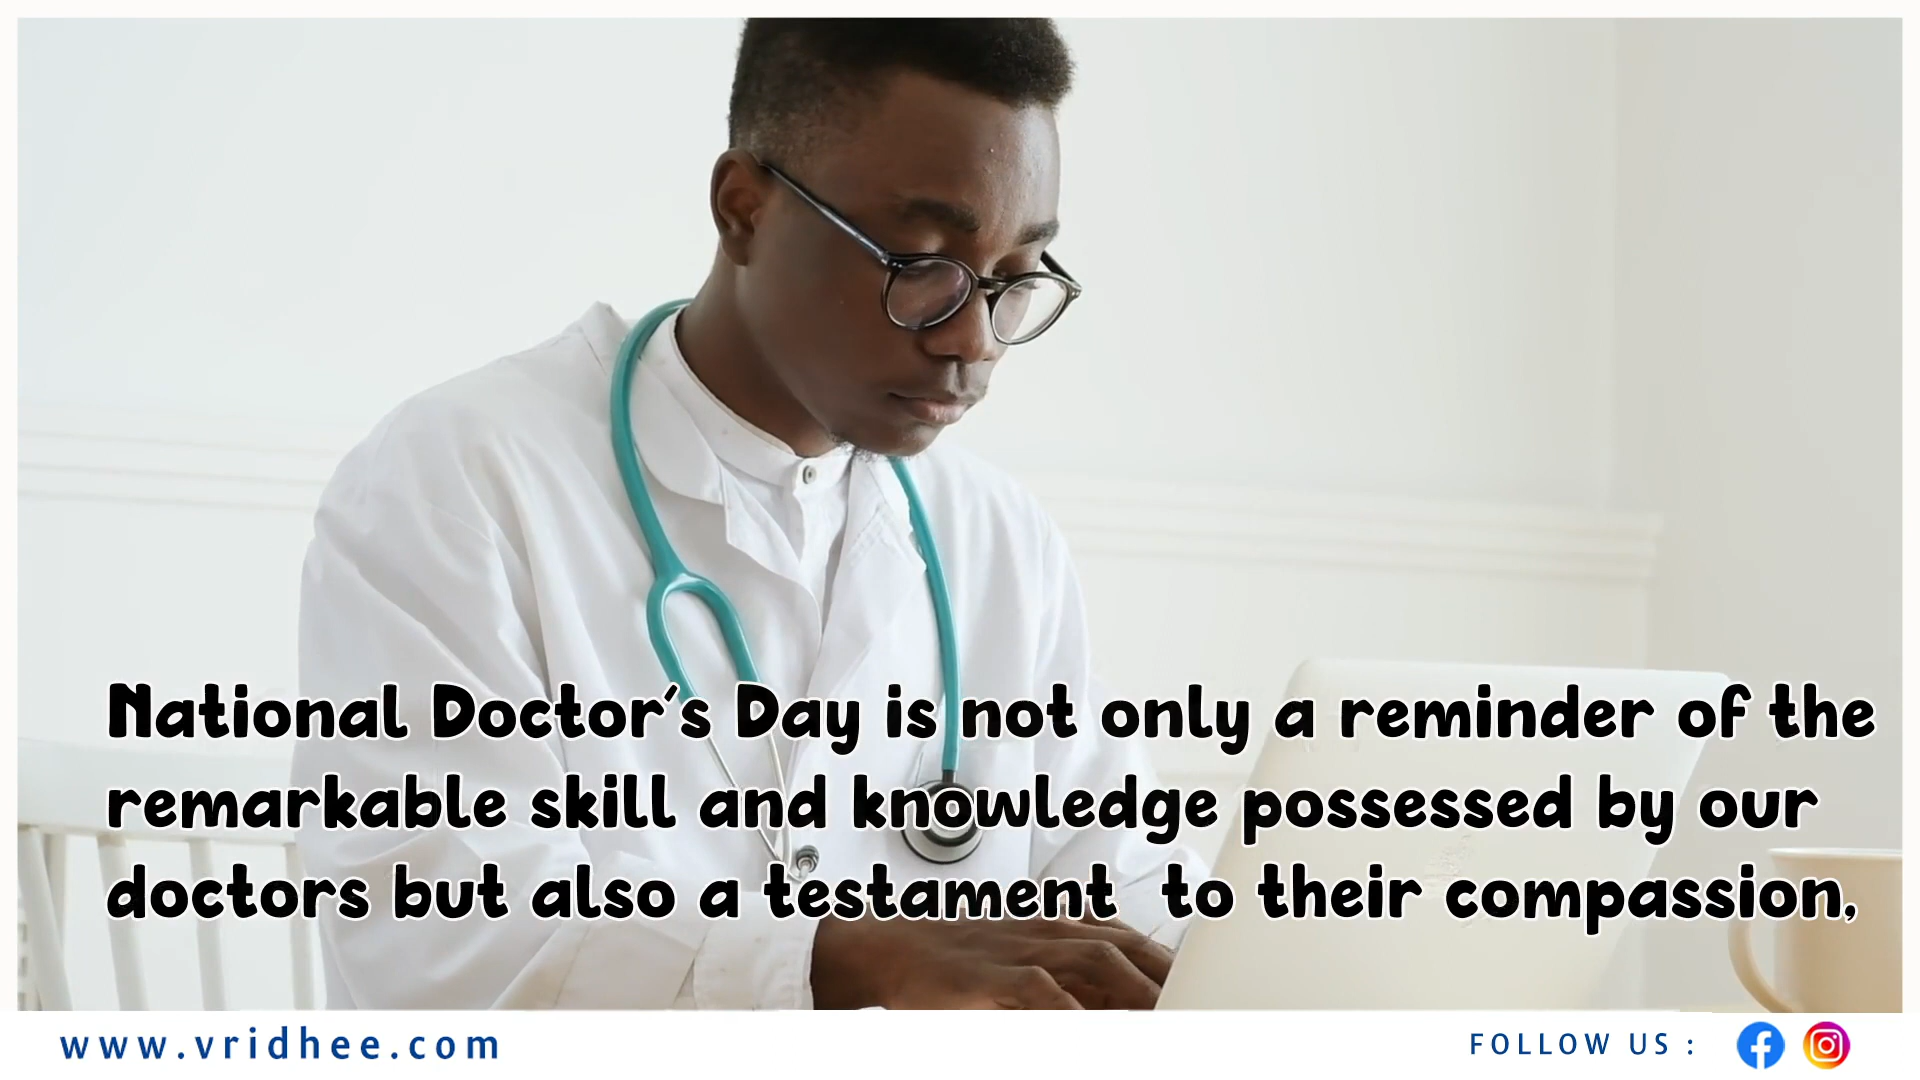 National Doctor's Day is not only a reminder of the
remarkable skill and knowledge possessed by our
doctors but also a testament to their compassion,
www.vridhee.com
FOLLOW US :